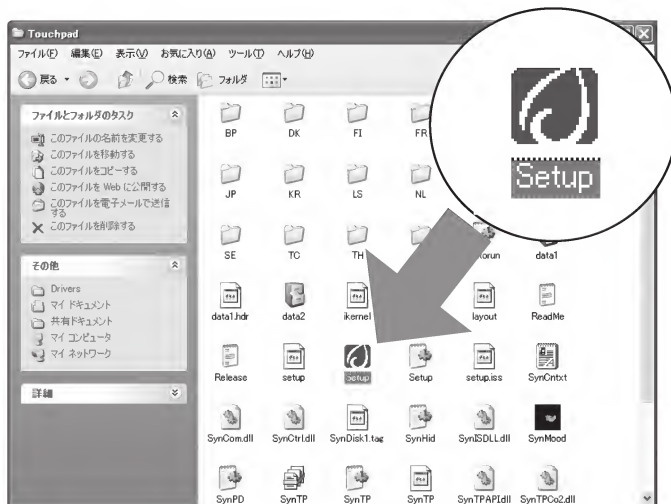 Touchpad
ファイル(F) 編集(E) 表示(V) お気に入り(A) ツール(T) ヘルプ(H)
戻る 検索 フォルダ
ファイルとフォルダのタスク
このファイルの名前を変更する
このファイルを移動する
このファイルをコピーする
このファイルを Web に公開する
このファイルを電子メールで送信する
このファイルを削除する
その他
Drivers
マイ ドキュメント
共有ドキュメント
マイ コンピュータ
マイ ネットワーク
詳細
BP DK FI FR
JP KR LS NL
SE TC TH data1
data1.hdr data2 ikernel layout ReadMe
Release setup Setup Setup setup.iss SynCntxt
SynCom.dll SynCtrl.dll SynDisk1.tag SynHid SynISDLL.dll SynMood
SynPD SynTP SynTP SynTP SynTPAPI.dll SynTPCo2.dll
Setup